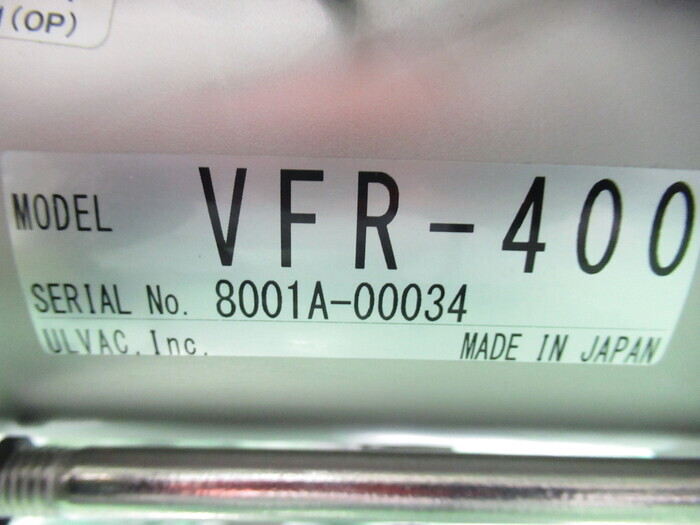 (OP)
MODEL VFR-400
SERIAL No. 8001A-00034
ULVAC, Inc. MADE IN JAPAN